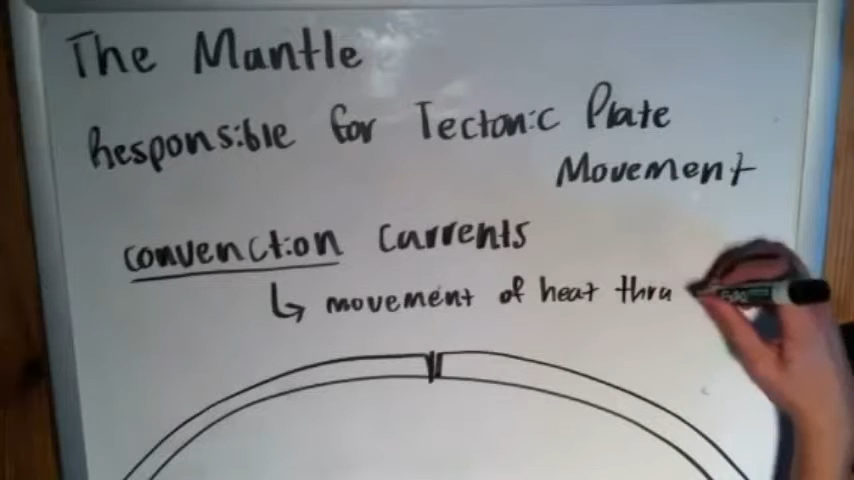 The Mantle
Responsible for Tectonic Plate
Movement
convenction currents
↳ movement of heat thru